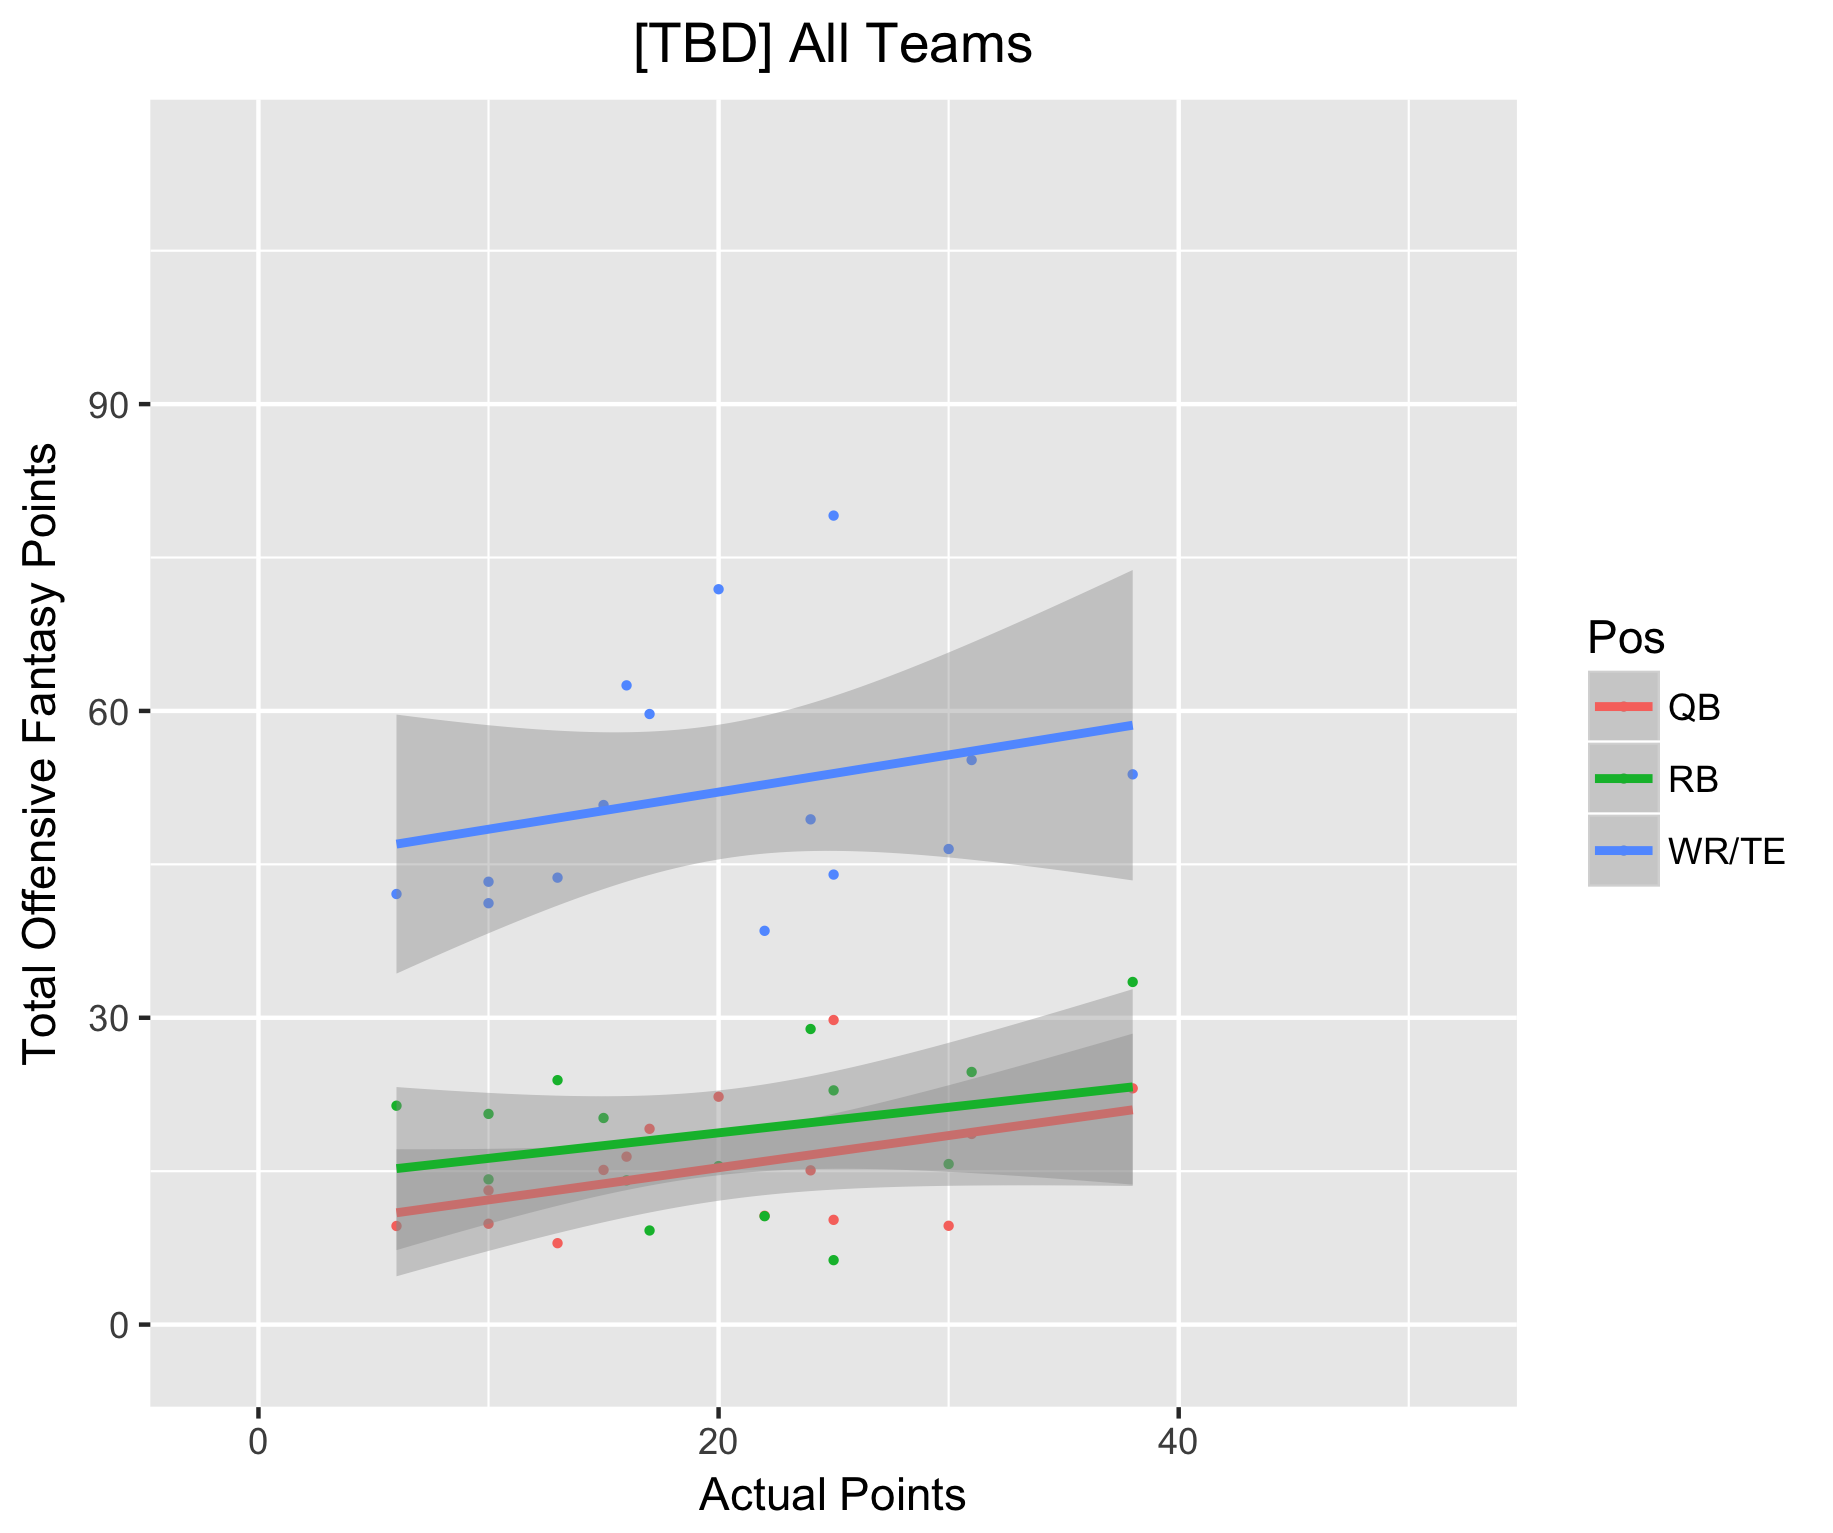 [TBD] All Teams
Total Offensive Fantasy Points
90
60
30
0
0
20
40
Actual Points
Pos
QB
RB
WR/TE